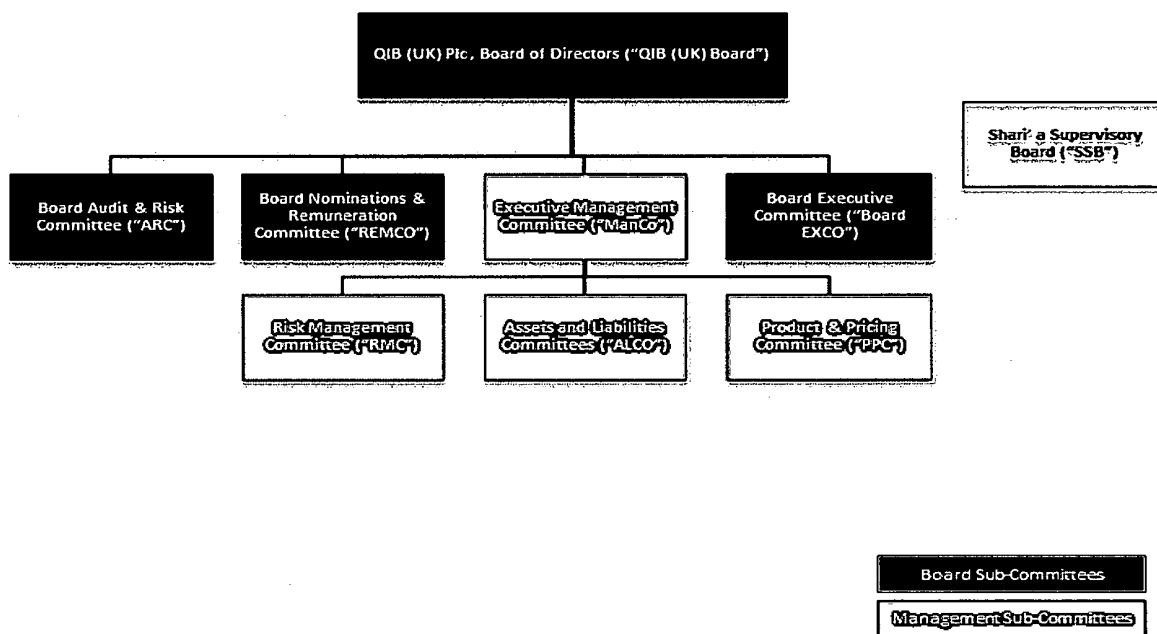 QIB (UK) Plc, Board of Directors ("QIB (UK) Board")
Shari' a Supervisory
Board ("SSB")
Board Audit & Risk
Committee ("ARC")
Board Nominations &
Remuneration
Committee ("REMCO")
Executive Management
Committee ("ManCo")
Board Executive
Committee ("Board
EXCO")
Risk Management
Committee ("RMC")
Assets and Liabilities
Committees ("ALCO")
Product & Pricing
Committee ("PPC")
Board Sub-Committees
Management Sub-Committees